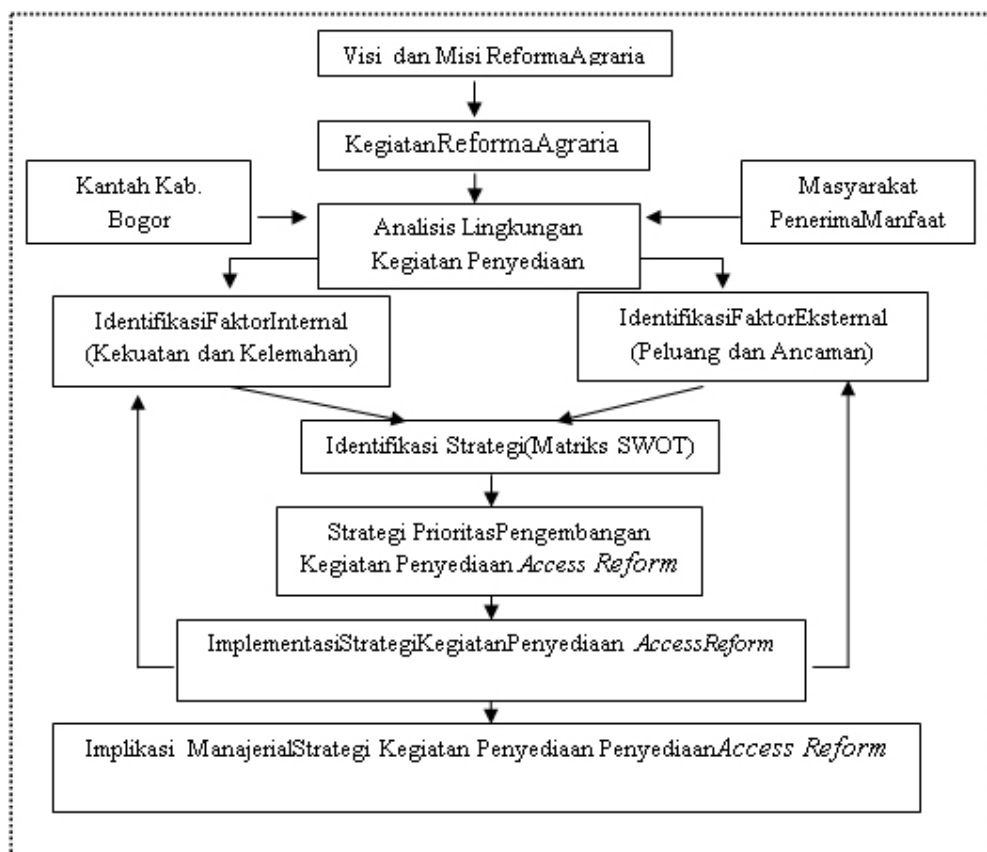 Visi dan Misi ReformaAgraria
KegiatanReformaAgraria
Kantah Kab.
Bogor
Masyarakat
PenerimaManfaat
Analisis Lingkungan
Kegiatan Penyediaan
IdentifikasiFaktorInternal
(Kekuatan dan Kelemahan)
IdentifikasiFaktorEksternal
(Peluang dan Ancaman)
Identifikasi Strategi(Matriks SWOT)
Strategi PrioritasPengembangan
Kegiatan Penyediaan Access Reform
ImplementasiStrategiKegiatanPenyediaan AccessReform
Implikasi ManajerialStrategi Kegiatan Penyediaan PenyediaanAccess Reform